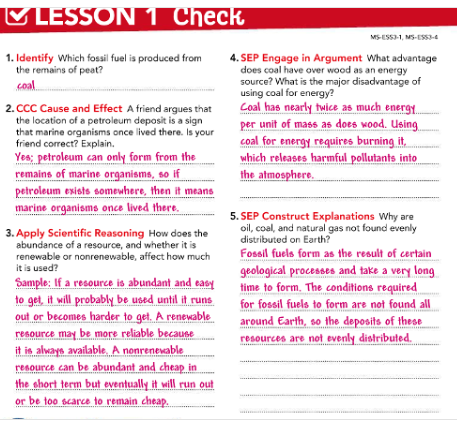 LESSON 1 Check
MS-ESS3-1, MS-ESS3-4
1. Identify Which fossil fuel is produced from
the remains of peat?
coal
2. CCC Cause and Effect A friend argues that
the location of a petroleum deposit is a sign
that marine organisms once lived there. Is your
friend correct? Explain.
Yes; petroleum can only form from the
remains of marine organisms, so if
petroleum exists somewhere, then it means
marine organisms once lived there.
3. Apply Scientific Reasoning How does the
abundance of a resource, and whether it is
renewable or nonrenewable, affect how much
it is used?
Sample: If a resource is abundant and easy
to get, it will probably be used until it runs
out or becomes harder to get. A renewable
resource may be more reliable because
it is always available. A nonrenewable
resource can be abundant and cheap in
the short term but eventually it will run out
or be too scarce to remain cheap.
4. SEP Engage in Argument What advantage
does coal have over wood as an energy
source? What is the major disadvantage of
using coal for energy?
Coal has nearly twice as much energy
per unit of mass as does wood. Using
coal for energy requires burning it,
which releases harmful pollutants into
the atmosphere.
5. SEP Construct Explanations Why are
oil, coal, and natural gas not found evenly
distributed on Earth?
Fossil fuels form as the result of certain
geological processes and take a very long
time to form. The conditions required
for fossil fuels to form are not found all
around Earth, so the deposits of these
resources are not evenly distributed.